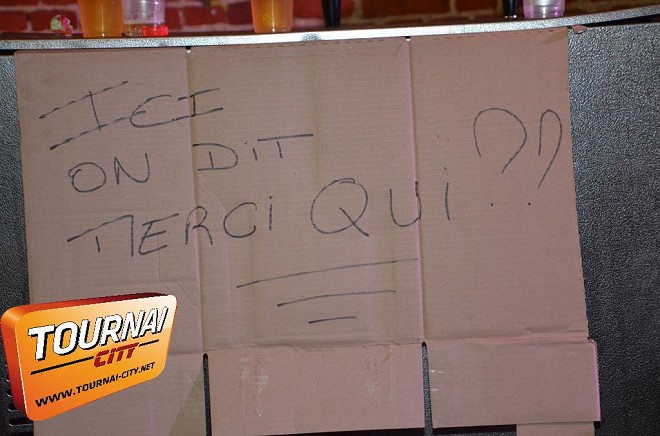 ICI
ON DIT
MERCI QUI ??
TOURNAI
CITY
WWW.TOURNAI-CITY.NET